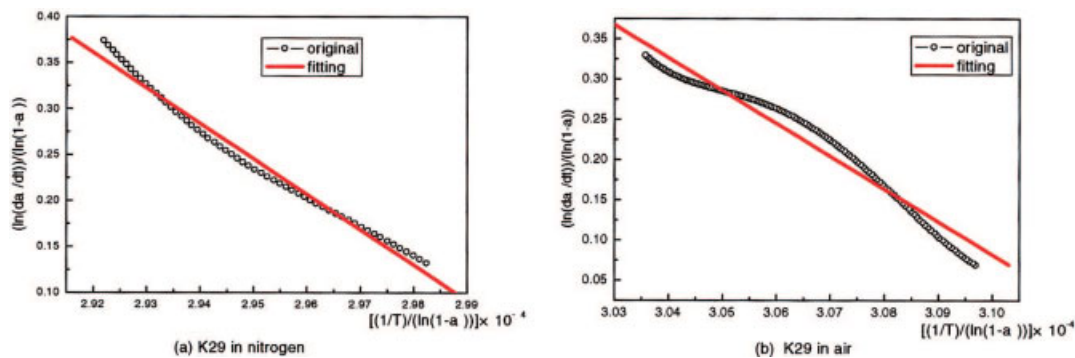 0.40
0.35
0.30
0.25
0.20
0.15
0.10
(ln(da /dt))/(ln(1-a ))
original
fitting
2.92 2.93 2.94 2.95 2.96 2.97 2.98 2.99
[(1/T)/(ln(1-a ))]× 10⁻⁴
(a) K29 in nitrogen
0.35
0.30
0.25
0.20
0.15
0.10
0.05
(ln(da /dt))/(ln(1-a))
original
fitting
3.03 3.04 3.05 3.06 3.07 3.08 3.09 3.10
[(1/T)/(ln(1-a ))]× 10⁻⁴
(b) K29 in air